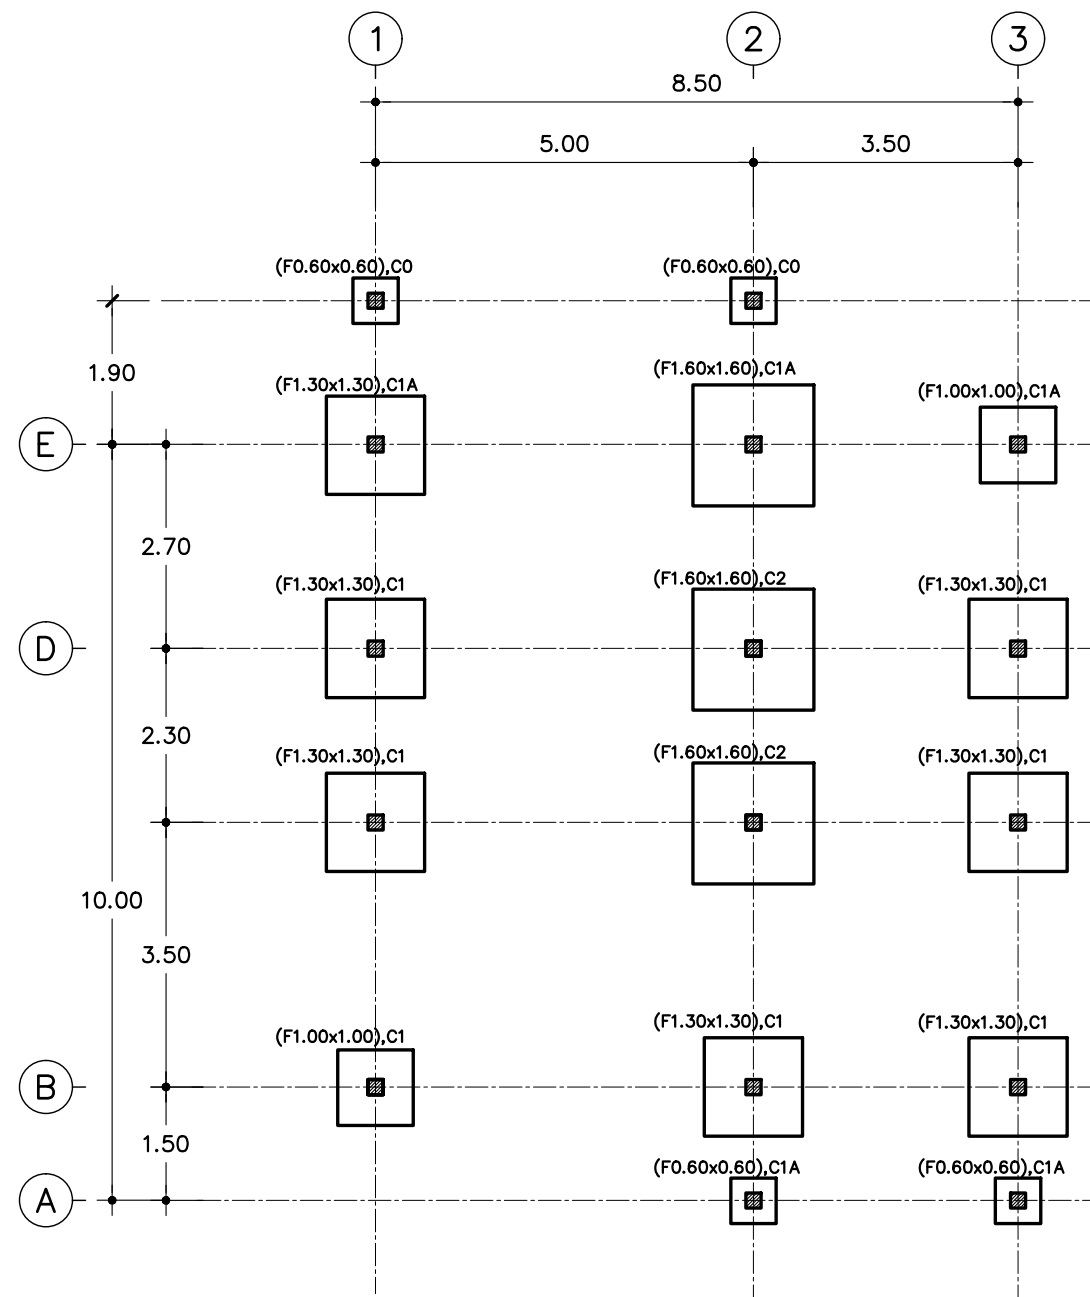 1
2
3
8.50
5.00
3.50
(F0.60x0.60),C0
(F0.60x0.60),C0
1.90
(F1.30x1.30),C1A
(F1.60x1.60),C1A
(F1.00x1.00),C1A
E
2.70
(F1.30x1.30),C1
(F1.60x1.60),C2
(F1.30x1.30),C1
D
2.30
(F1.30x1.30),C1
(F1.60x1.60),C2
(F1.30x1.30),C1
10.00
3.50
(F1.00x1.00),C1
(F1.30x1.30),C1
(F1.30x1.30),C1
B
1.50
(F0.60x0.60),C1A
(F0.60x0.60),C1A
A